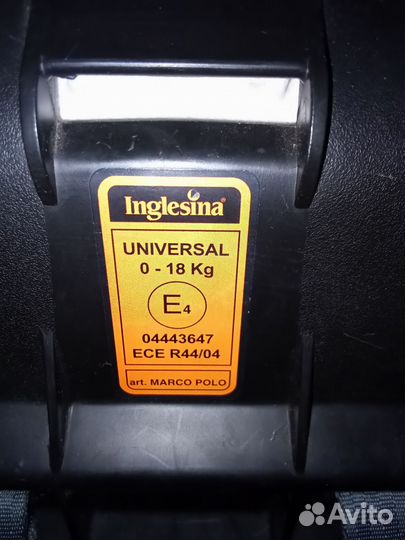 Inglesina
UNIVERSAL
0 - 18 Kg
E4
04443647
ECE R44/04
art. MARCO POLO
Avito